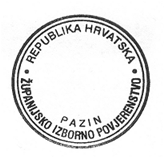 REPUBLIKA HRVATSKA
ŽUPANIJSKO IZBORNO POVJERENSTVO
PAZIN